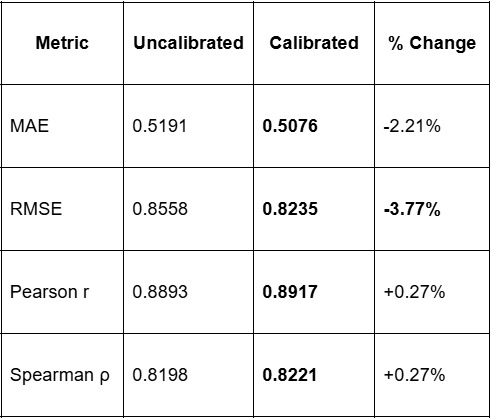 Metric Uncalibrated Calibrated % Change
MAE 0.5191 0.5076 -2.21%
RMSE 0.8558 0.8235 -3.77%
Pearson r 0.8893 0.8917 +0.27%
Spearman ρ 0.8198 0.8221 +0.27%